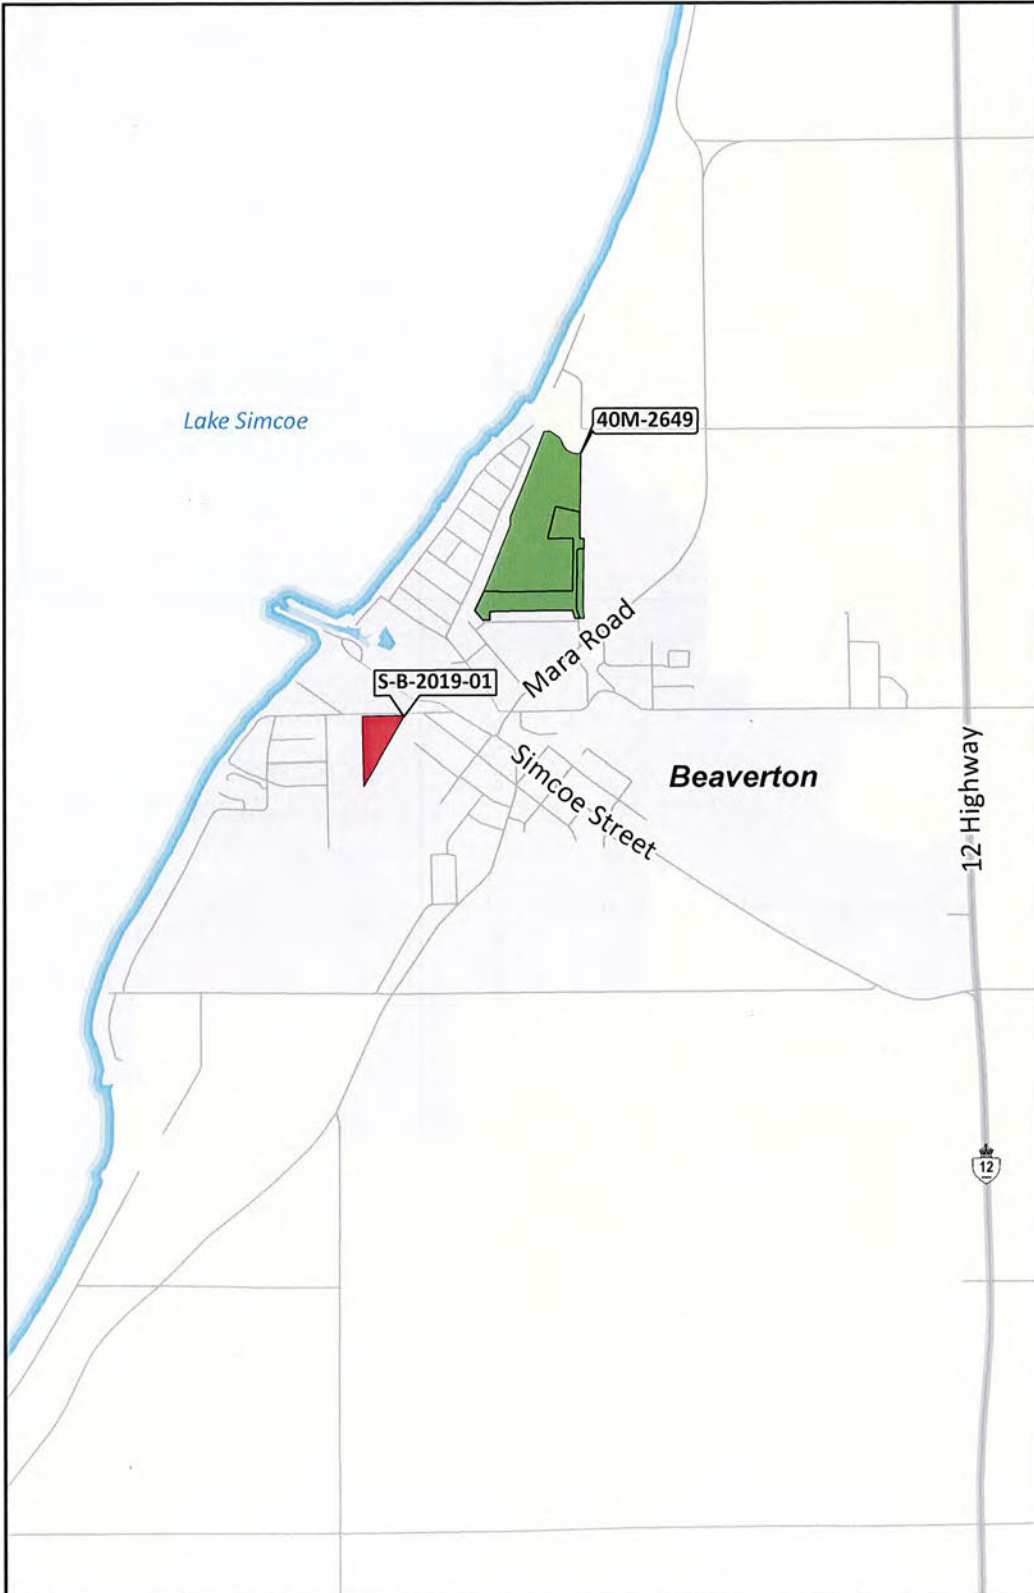 Lake Simcoe
40M-2649
Mara Road
S-B-2019-01
Simcoe Street
Beaverton
12 Highway
12